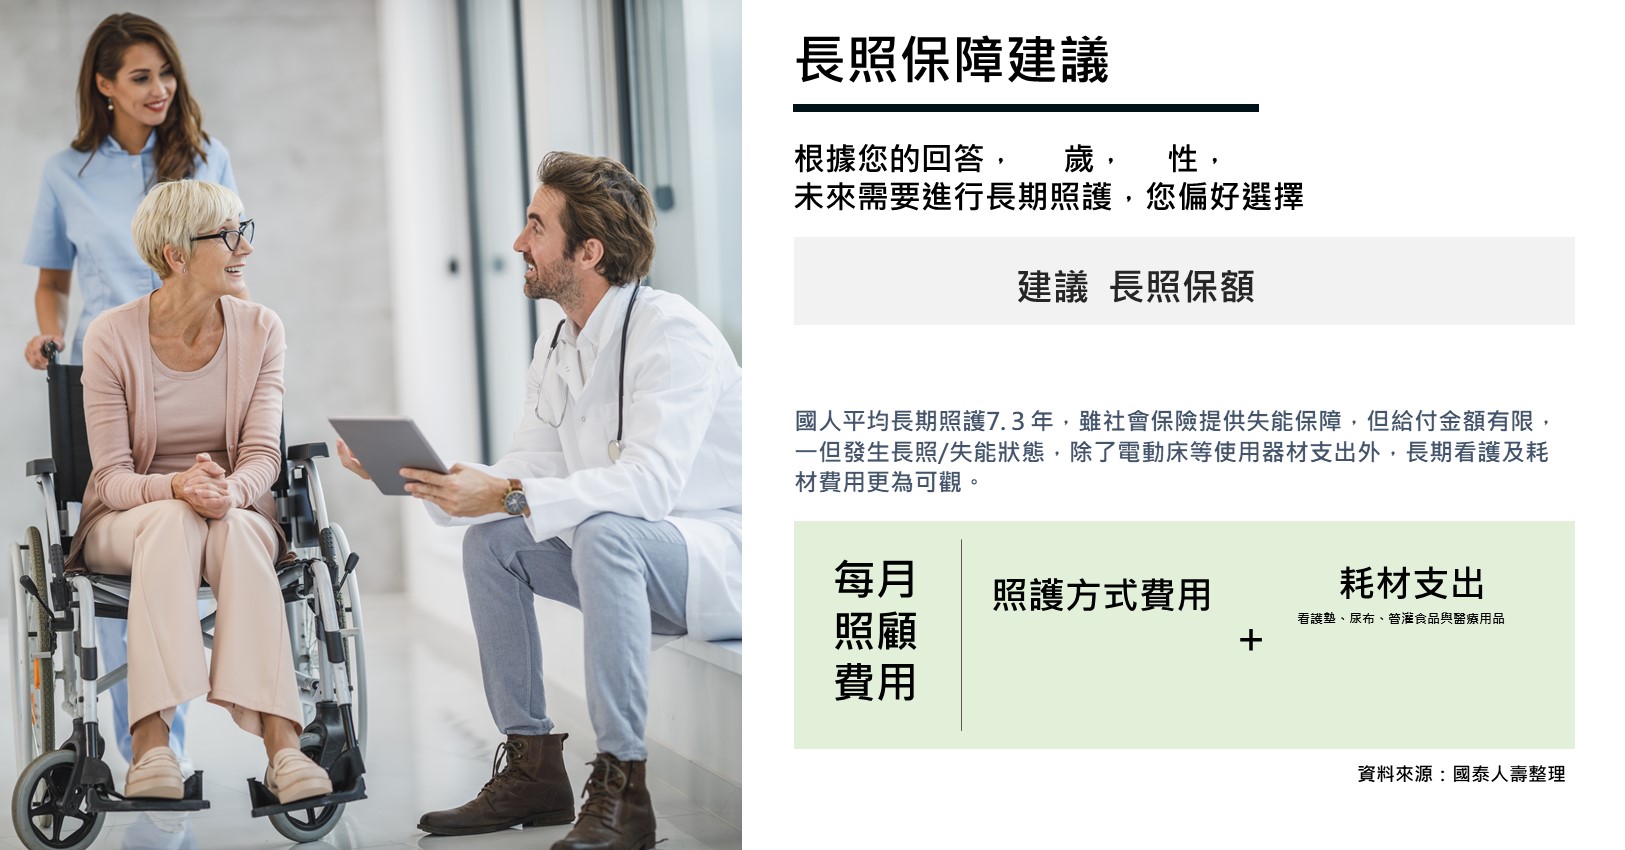 長照保障建議
根據您的回答， 歲， 性，
未來需要進行長期照護，您偏好選擇
建議 長照保額
國人平均長期照護7.3年，雖社會保險提供失能保障，但給付金額有限，
一但發生長照/失能狀態，除了電動床等使用器材支出外，長期看護及耗
材費用更為可觀。
每月
照顧
費用
照護方式費用
+
耗材支出
看護墊、尿布、管灌食品與醫療用品
資料來源：國泰人壽整理